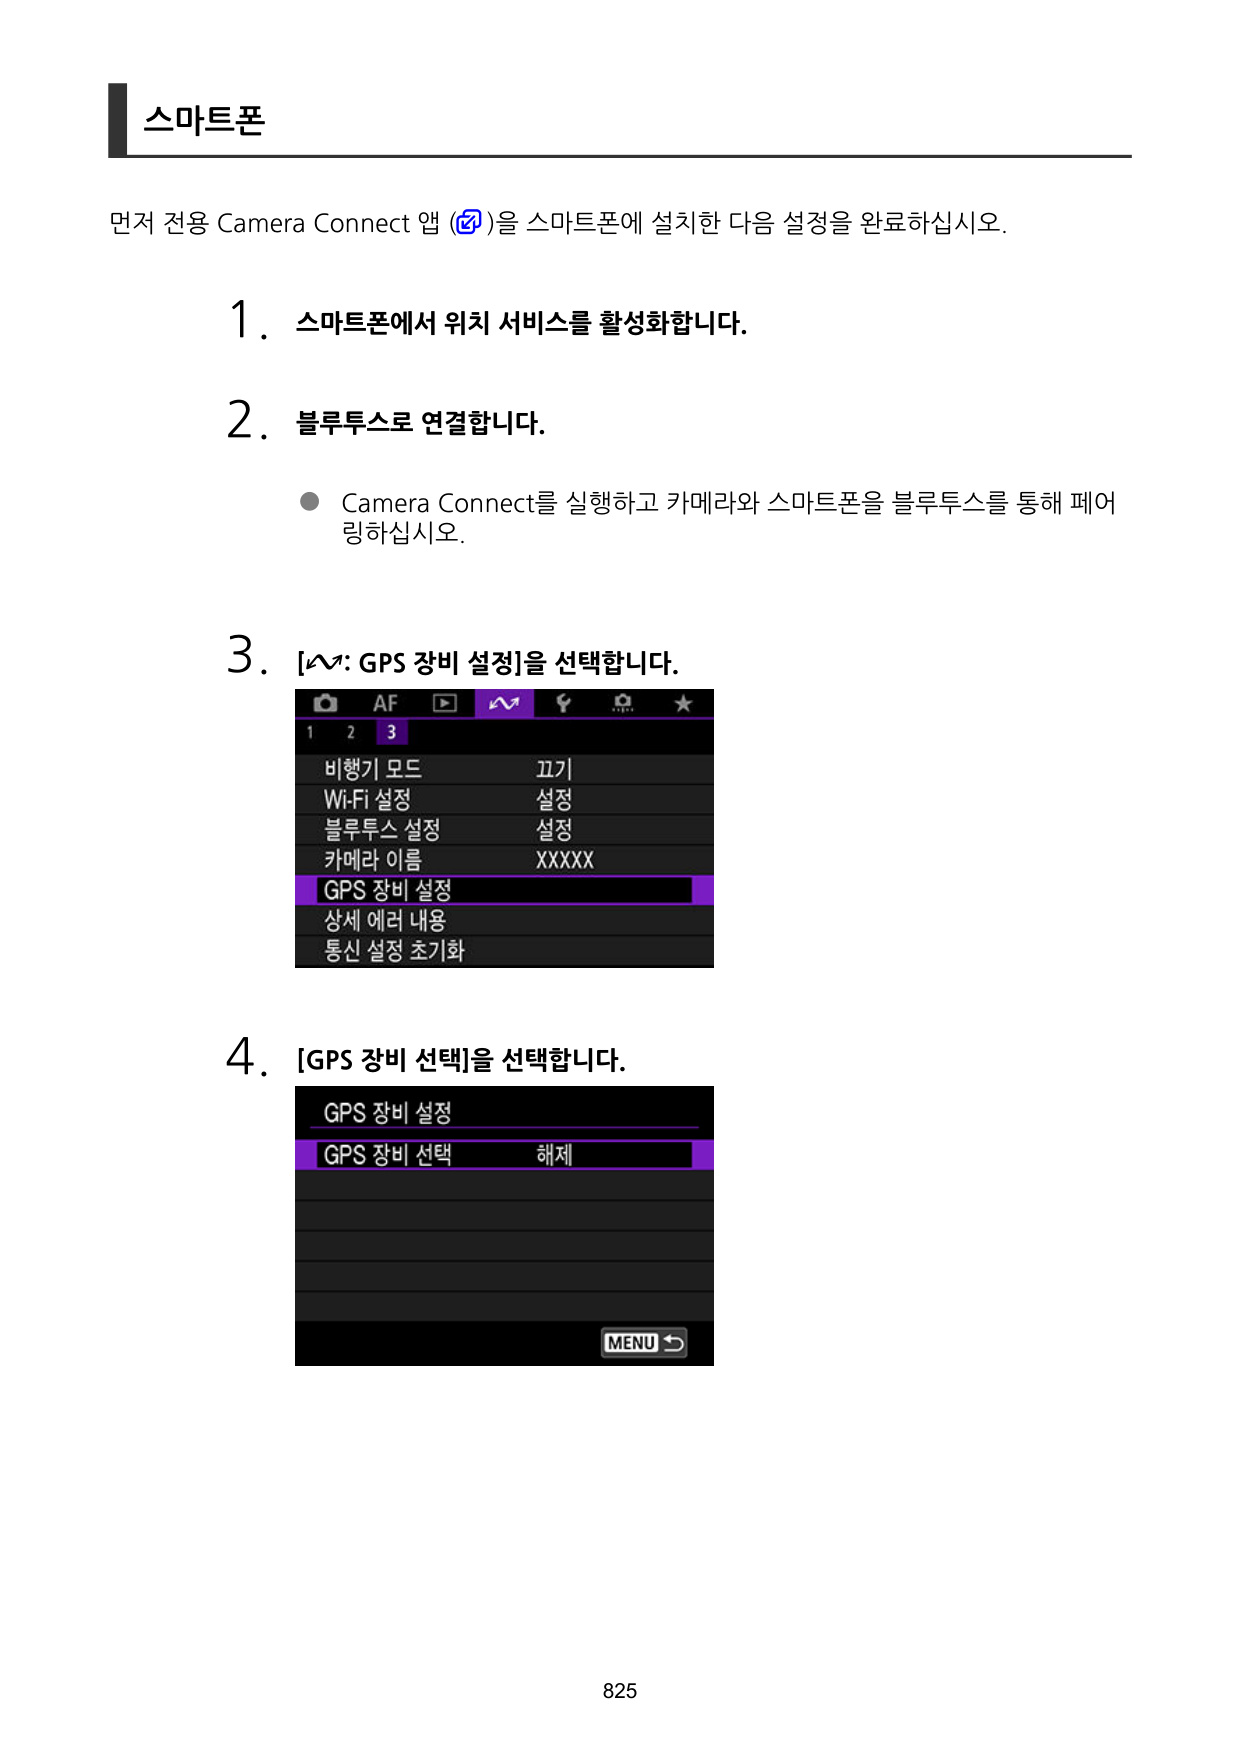 스마트폰
먼저 전용 Camera Connect 앱 ( )을 스마트폰에 설치한 다음 설정을 완료하십시오.
1. 스마트폰에서 위치 서비스를 활성화합니다.
2. 블루투스로 연결합니다.
● Camera Connect를 실행하고 카메라와 스마트폰을 블루투스를 통해 페어
링하십시오.
3. [ : GPS 장비 설정]을 선택합니다.
AF
1 2 3
비행기 모드 끄기
Wi-Fi 설정 설정
블루투스 설정 설정
카메라 이름 XXXXX
GPS 장비 설정
상세 에러 내용
통신 설정 초기화
4. [GPS 장비 선택]을 선택합니다.
GPS 장비 설정
GPS 장비 선택 해제
MENU
825